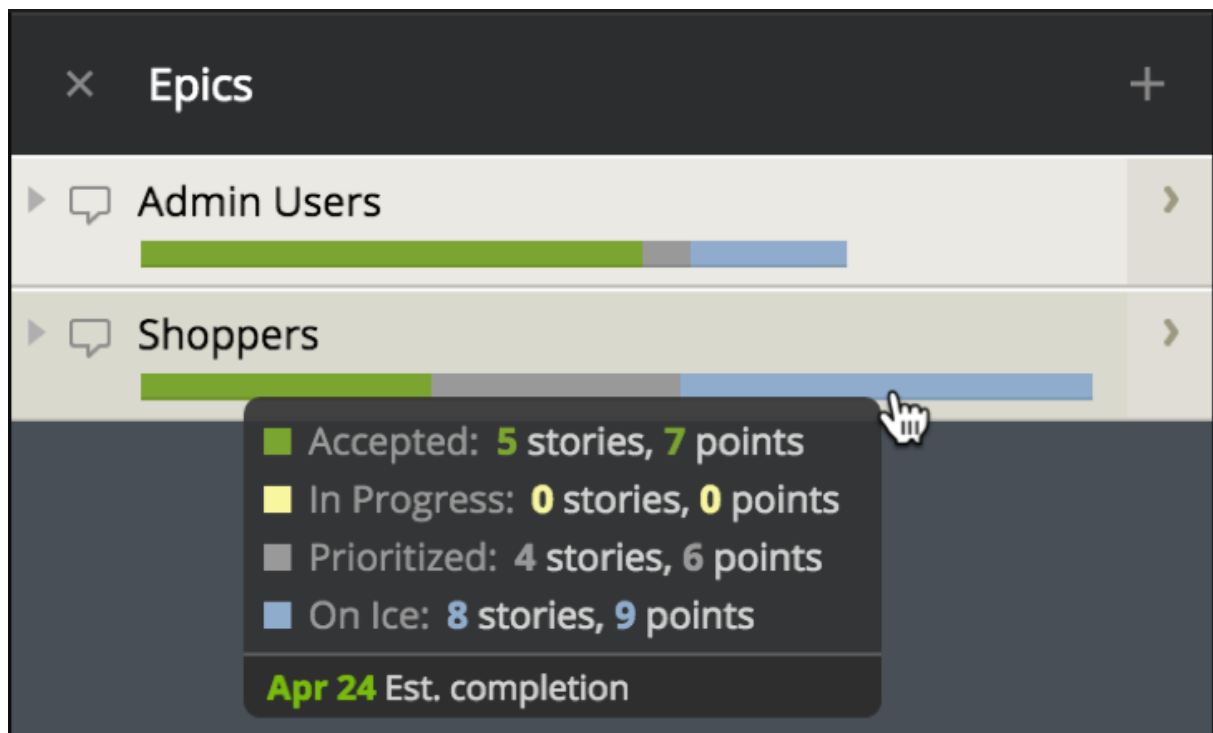 Epics
Admin Users
Shoppers
Accepted: 5 stories, 7 points
In Progress: 0 stories, 0 points
Prioritized: 4 stories, 6 points
On Ice: 8 stories, 9 points
Apr 24 Est. completion